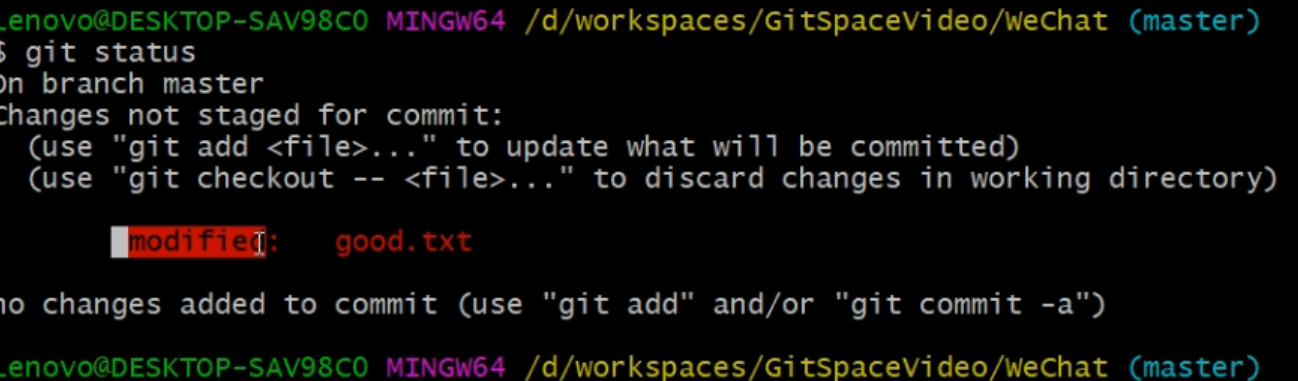 Lenovo@DESKTOP-SAV98C0 MINGW64 /d/workspaces/GitSpaceVideo/WeChat (master)
$ git status
On branch master
Changes not staged for commit:
  (use "git add <file>..." to update what will be committed)
  (use "git checkout -- <file>..." to discard changes in working directory)
modified:   good.txt
no changes added to commit (use "git add" and/or "git commit -a")
Lenovo@DESKTOP-SAV98C0 MINGW64 /d/workspaces/GitSpaceVideo/WeChat (master)